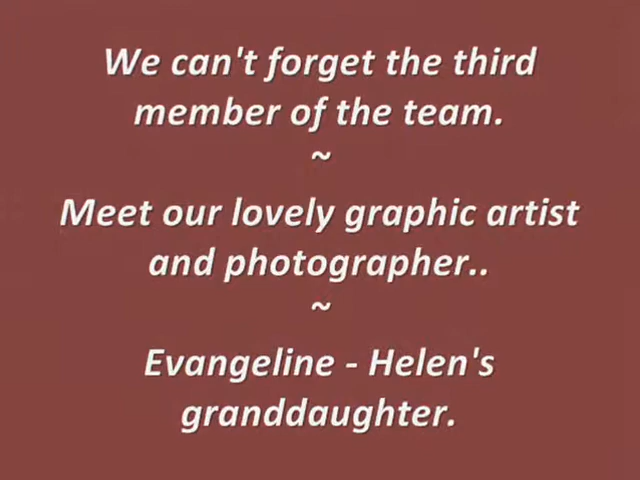 We can't forget the third
member of the team.
~
Meet our lovely graphic artist
and photographer..
~
Evangeline - Helen's
granddaughter.